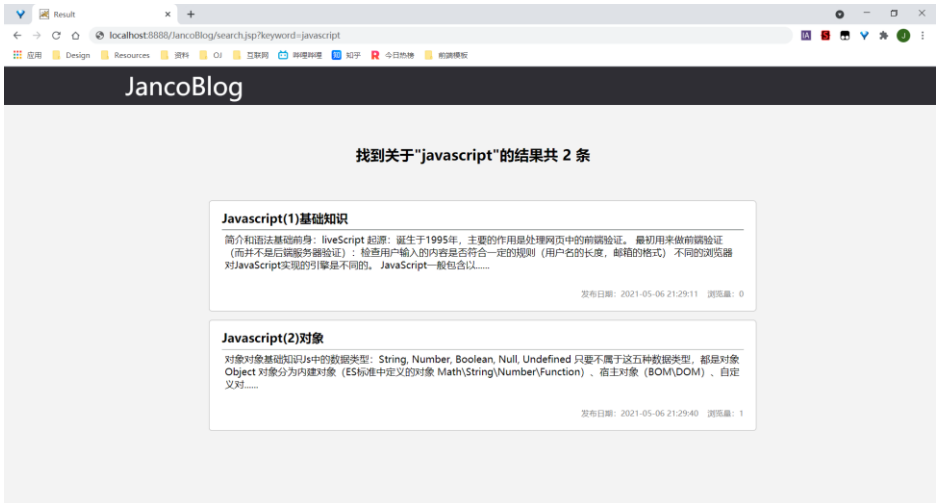 Result
localhost:8888/JancoBlog/search.jsp?keyword=javascript
应用 Design Resources 资料 OJ 互联网 哔哩哔哩 知乎 今日热榜 前端模板
JancoBlog
找到关于"javascript"的结果共 2 条
Javascript(1)基础知识
简介和语法基础前身：liveScript 起源：诞生于1995年，主要的作用是处理网页中的前端验证。 最初用来做前端验证
（而并不是后端服务器验证）: 检查用户输入的内容是否符合一定的规则（用户名的长度，邮箱的格式） 不同的浏览器
对JavaScript实现的引擎是不同的。 JavaScript一般包含以......
发布日期：2021-05-06 21:29:11 浏览量：0
Javascript(2)对象
对象对象基础知识Js中的数据类型：String, Number, Boolean, Null, Undefined 只要不属于这五种数据类型，都是对象
Object 对象分为内建对象（ES标准中定义的对象 Math\String\Number\Function）、宿主对象（BOM\DOM）、自定
义对......
发布日期：2021-05-06 21:29:40 浏览量：1